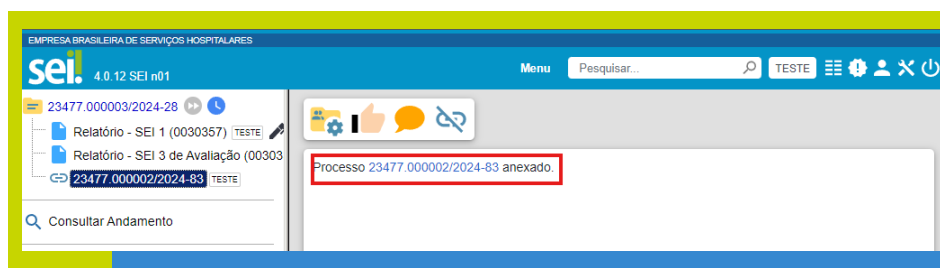 EMPRESA BRASILEIRA DE SERVIÇOS HOSPITALARES
sei! 4.0.12 SEI n01
Menu Pesquisar... TESTE
23477.000003/2024-28
Relatório - SEI 1 (0030357) TESTE
Relatório - SEI 3 de Avaliação (00303
23477.000002/2024-83 TESTE
Consultar Andamento
Processo 23477.000002/2024-83 anexado.